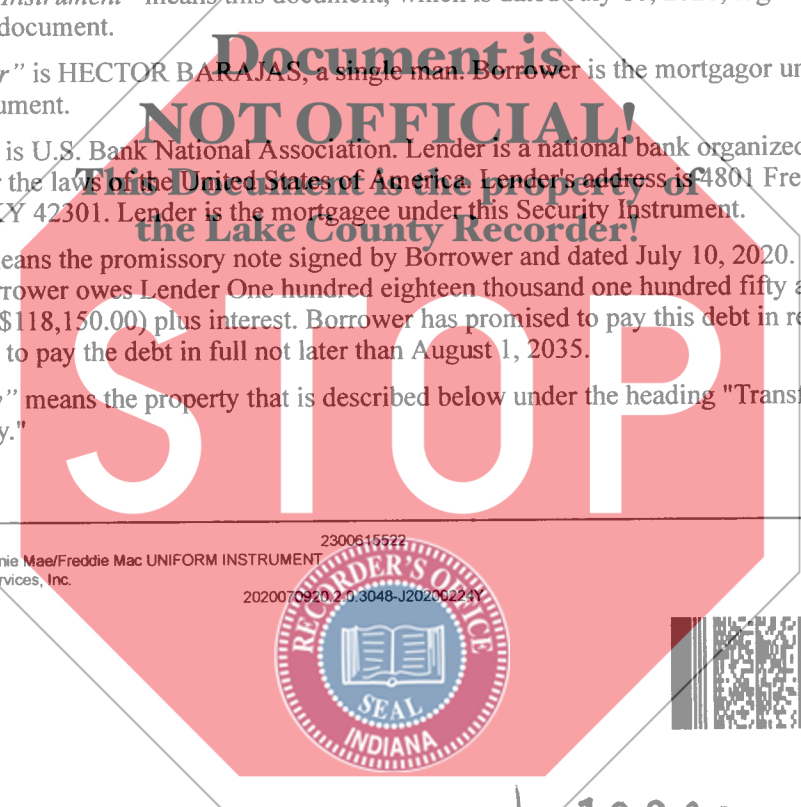 Instrument" means this document, which is dated July 10, 2020,
document.
Document is
r" is HECTOR BARAJAS, a single man. Borrower is the mortgagor un
ument.
NOT OFFICIAL!
is U.S. Bank National Association. Lender is a national bank organized
r the laws of the United States of America. Lender's address is 4801 Fre
This Document is the property of
KY 42301. Lender is the mortgagee under this Security Instrument.
the Lake County Recorder!
eans the promissory note signed by Borrower and dated July 10, 2020.
rrower owes Lender One hundred eighteen thousand one hundred fifty a
$118,150.00) plus interest. Borrower has promised to pay this debt in re
to pay the debt in full not later than August 1, 2035.
STOP
" means the property that is described below under the heading "Transf
y."
2300615522
nie Mae/Freddie Mac UNIFORM INSTRUMENT
rvices, Inc.
2020070920.2.0.3048-J20200224Y
RECORDER'S OFFICE
SEAL
INDIANA